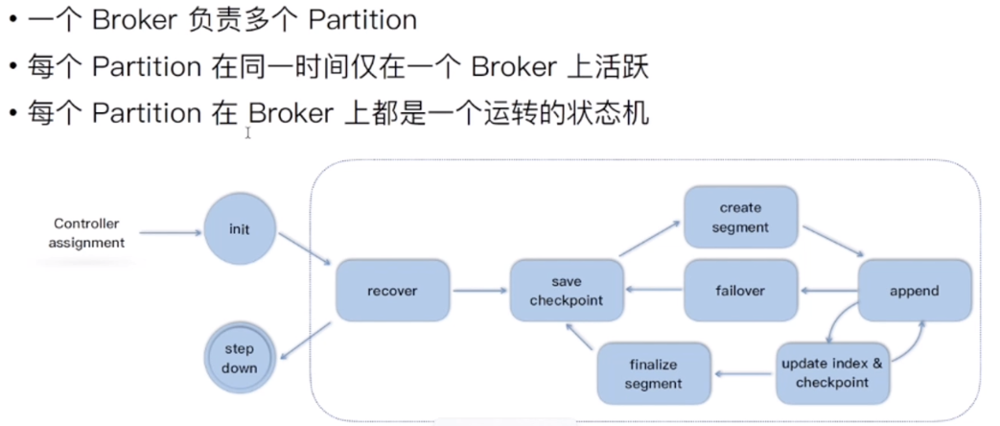 • 一个 Broker 负责多个 Partition
• 每个 Partition 在同一时间仅在一个 Broker 上活跃
• 每个 Partition 在 Broker 上都是一个运转的状态机
Controller
assignment
init
recover
step
down
save
checkpoint
create
segment
failover
append
finalize
segment
update index &
checkpoint